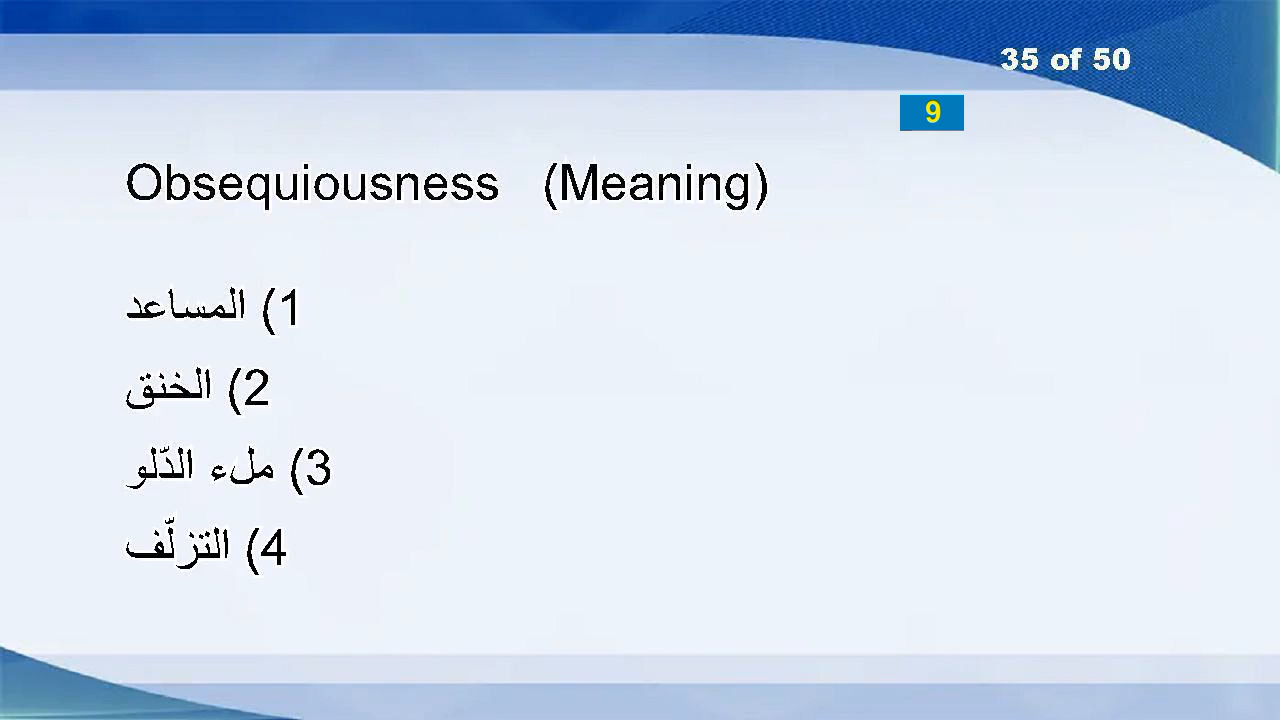 35 of 50
9
Obsequiousness (Meaning)
1) المساعد
2) الخنق
3) ملء الدّلو
4) التزلّف